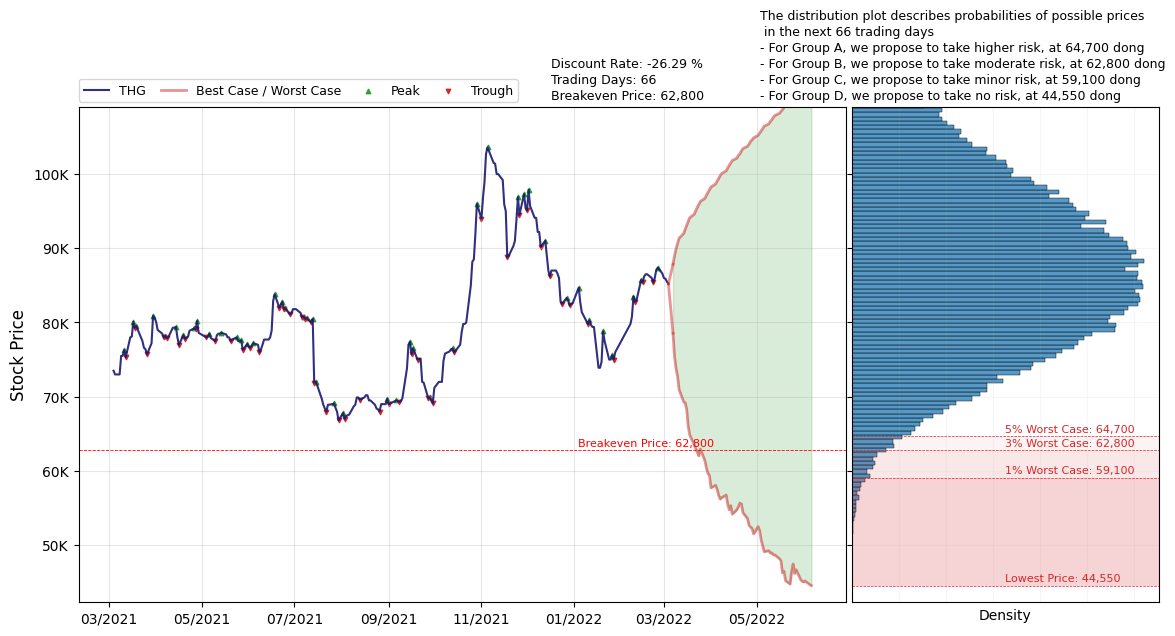 The distribution plot describes probabilities of possible prices
in the next 66 trading days
- For Group A, we propose to take higher risk, at 64,700 dong
- For Group B, we propose to take moderate risk, at 62,800 dong
- For Group C, we propose to take minor risk, at 59,100 dong
- For Group D, we propose to take no risk, at 44,550 dong
Discount Rate: -26.29 %
Trading Days: 66
Breakeven Price: 62,800
THG
Best Case / Worst Case
Peak
Trough
Stock Price
100K
90K
80K
70K
60K
50K
Breakeven Price: 62,800
03/2021
05/2021
07/2021
09/2021
11/2021
01/2022
03/2022
05/2022
5% Worst Case: 64,700
3% Worst Case: 62,800
1% Worst Case: 59,100
Lowest Price: 44,550
Density